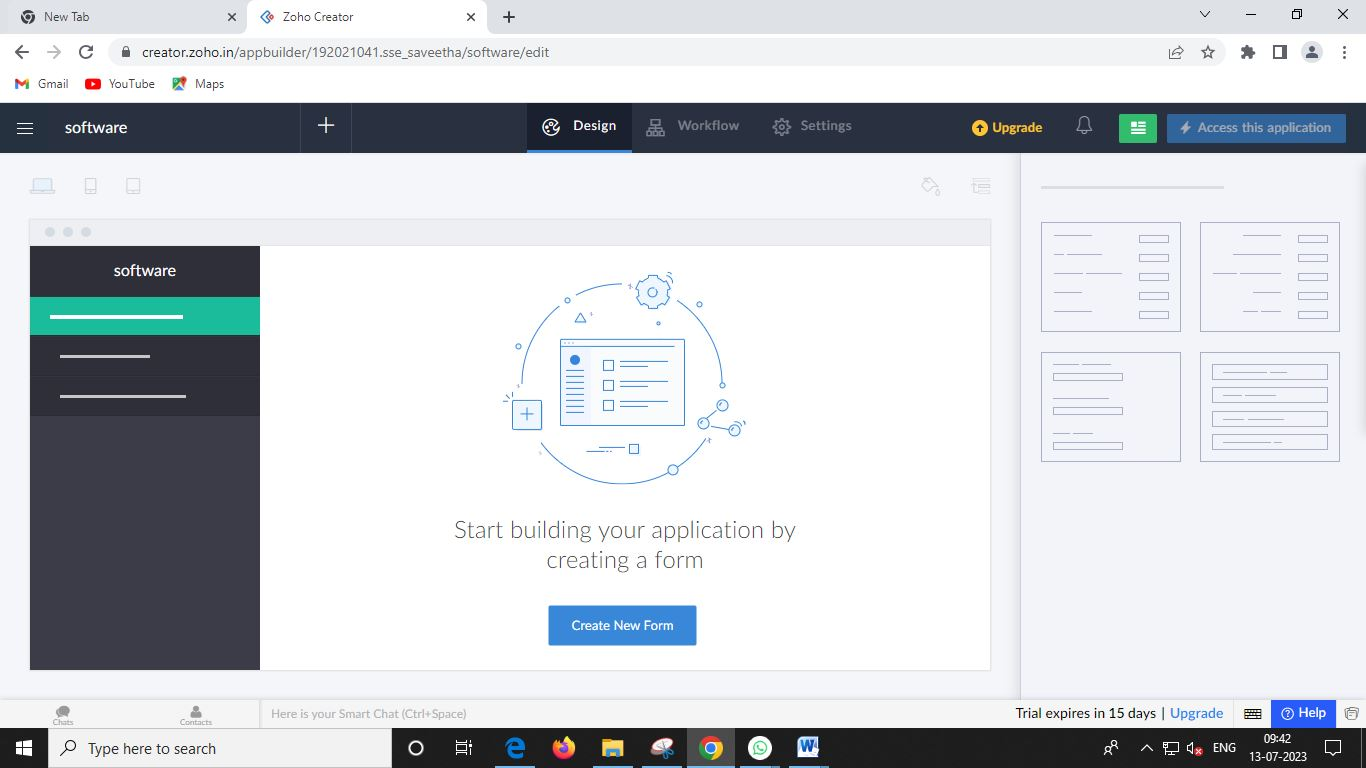 New Tab
Zoho Creator
creator.zoho.in/appbuilder/192021041.sse_saveetha/software/edit
Gmail
YouTube
Maps
software
Design
Workflow
Settings
Upgrade
Access this application
software
Start building your application by
creating a form
Create New Form
Chats
Contacts
Here is your Smart Chat (Ctrl+Space)
Trial expires in 15 days | Upgrade
Help
Type here to search
ENG
09:42
13-07-2023